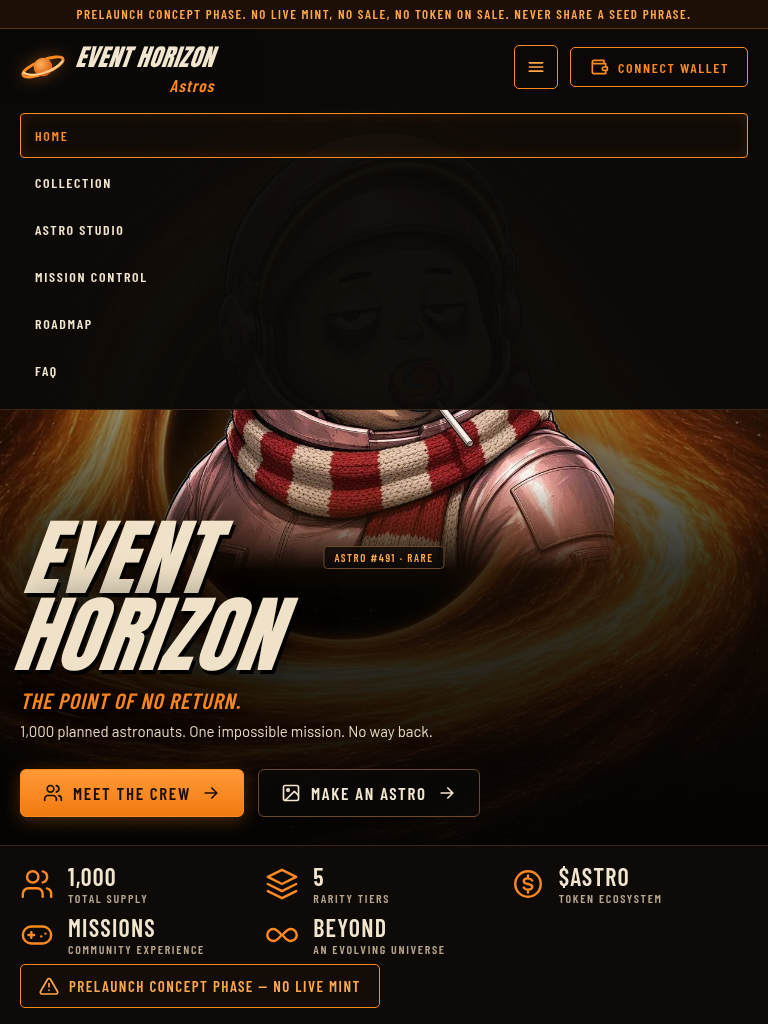 PRELAUNCH CONCEPT PHASE. NO LIVE MINT, NO SALE, NO TOKEN ON SALE. NEVER SHARE A SEED PHRASE.
EVENT HORIZON
Astros
CONNECT WALLET
HOME
COLLECTION
ASTRO STUDIO
MISSION CONTROL
ROADMAP
FAQ
ASTRO #491 · RARE
EVENT
HORIZON
THE POINT OF NO RETURN.
1,000 planned astronauts. One impossible mission. No way back.
MEET THE CREW
MAKE AN ASTRO
1,000
TOTAL SUPPLY
5
RARITY TIERS
$ASTRO
TOKEN ECOSYSTEM
MISSIONS
COMMUNITY EXPERIENCE
BEYOND
AN EVOLVING UNIVERSE
PRELAUNCH CONCEPT PHASE — NO LIVE MINT